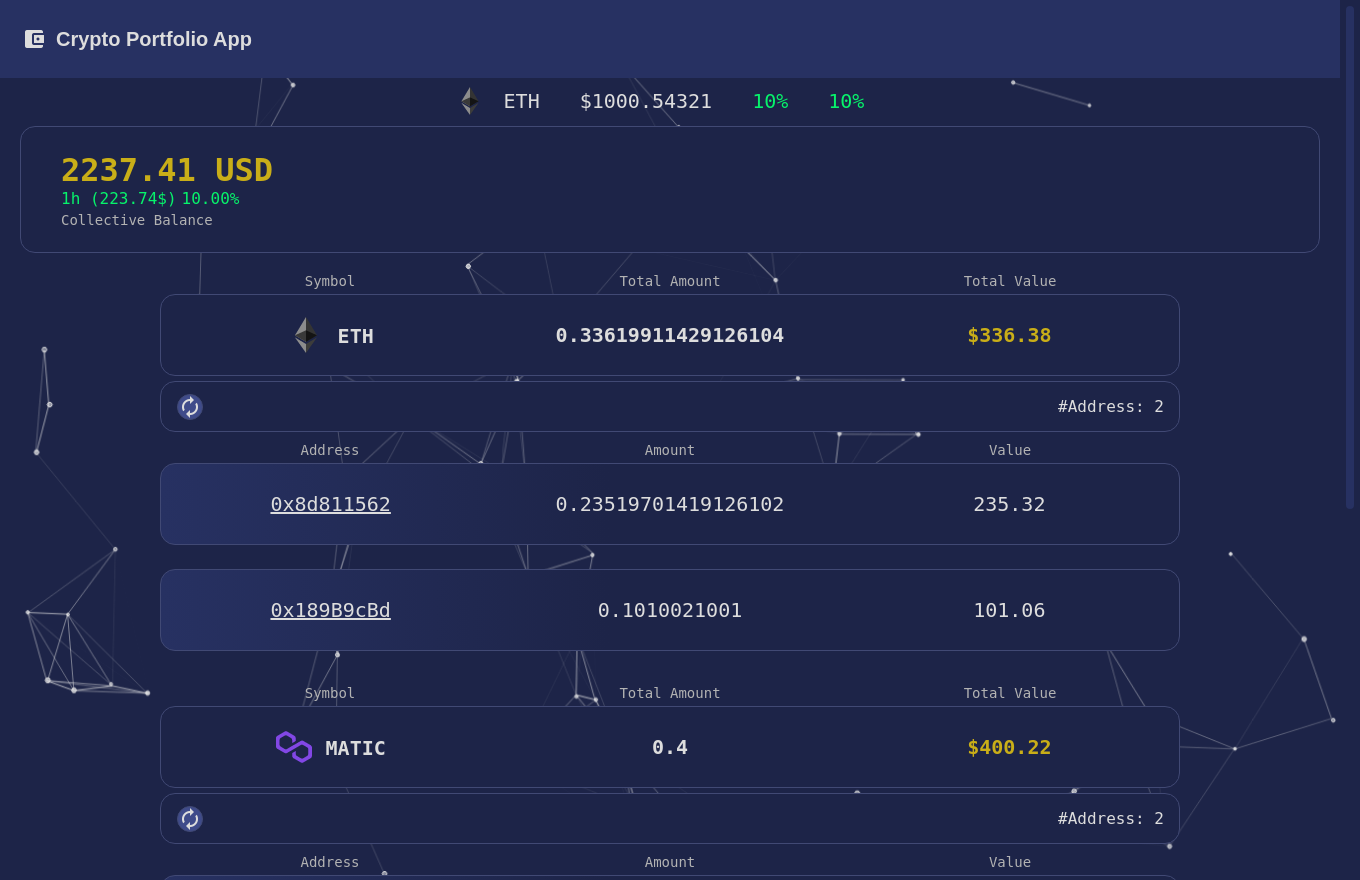 Crypto Portfolio App
ETH $1000.54321 10% 10%
2237.41 USD
1h (223.74$) 10.00%
Collective Balance
Symbol Total Amount Total Value
ETH 0.33619911429126104 $336.38
#Address: 2
Address Amount Value
0x8d811562 0.23519701419126102 235.32
0x189B9cBd 0.1010021001 101.06
Symbol Total Amount Total Value
MATIC 0.4 $400.22
#Address: 2
Address Amount Value